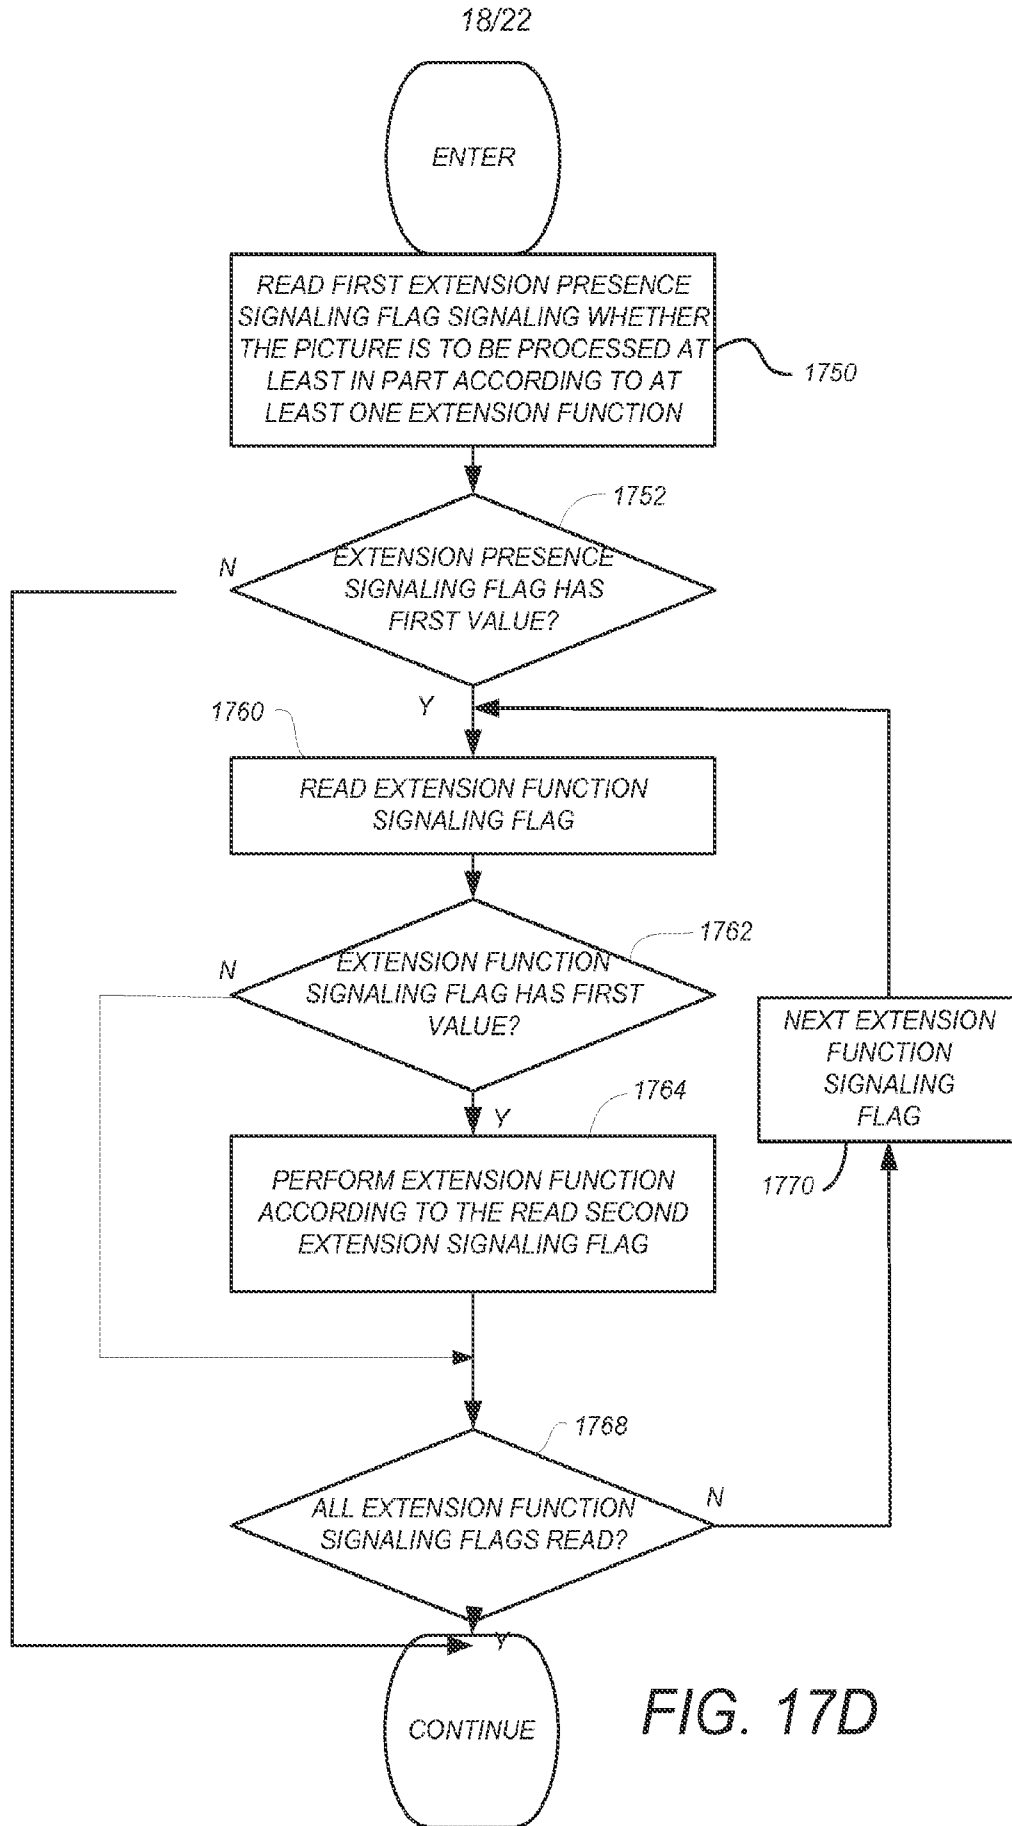 18/22
ENTER
READ FIRST EXTENSION PRESENCE
SIGNALING FLAG SIGNALING WHETHER
THE PICTURE IS TO BE PROCESSED AT
LEAST IN PART ACCORDING TO AT
LEAST ONE EXTENSION FUNCTION
1750
1752
N
EXTENSION PRESENCE
SIGNALING FLAG HAS
FIRST VALUE?
Y
1760
READ EXTENSION FUNCTION
SIGNALING FLAG
1762
N
EXTENSION FUNCTION
SIGNALING FLAG HAS FIRST
VALUE?
NEXT EXTENSION
FUNCTION
SIGNALING
FLAG
1764
Y
1770
PERFORM EXTENSION FUNCTION
ACCORDING TO THE READ SECOND
EXTENSION SIGNALING FLAG
1768
N
ALL EXTENSION FUNCTION
SIGNALING FLAGS READ?
Y
CONTINUE
FIG. 17D